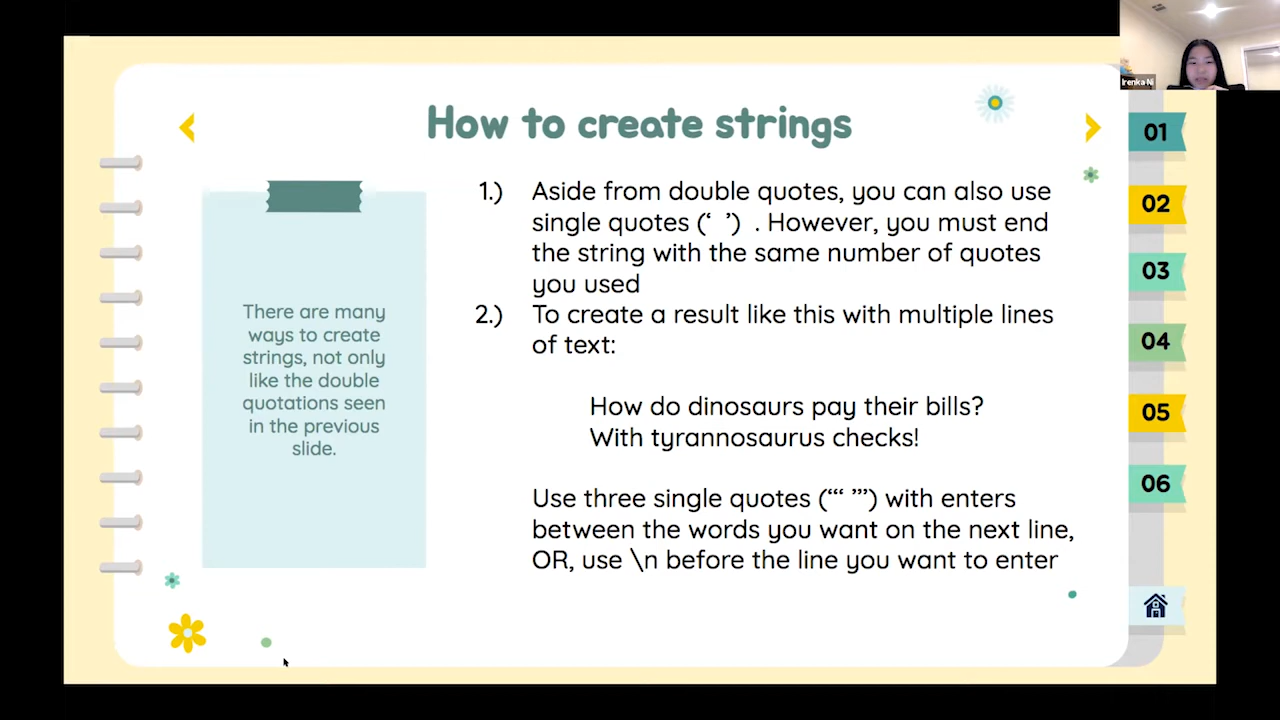 Irenka Ni
How to create strings
There are many
ways to create
strings, not only
like the double
quotations seen
in the previous
slide.
1.) Aside from double quotes, you can also use
single quotes (‘ ’) . However, you must end
the string with the same number of quotes
you used
2.) To create a result like this with multiple lines
of text:
How do dinosaurs pay their bills?
With tyrannosaurus checks!
Use three single quotes (“‘ ’”) with enters
between the words you want on the next line,
OR, use \n before the line you want to enter
01
02
03
04
05
06